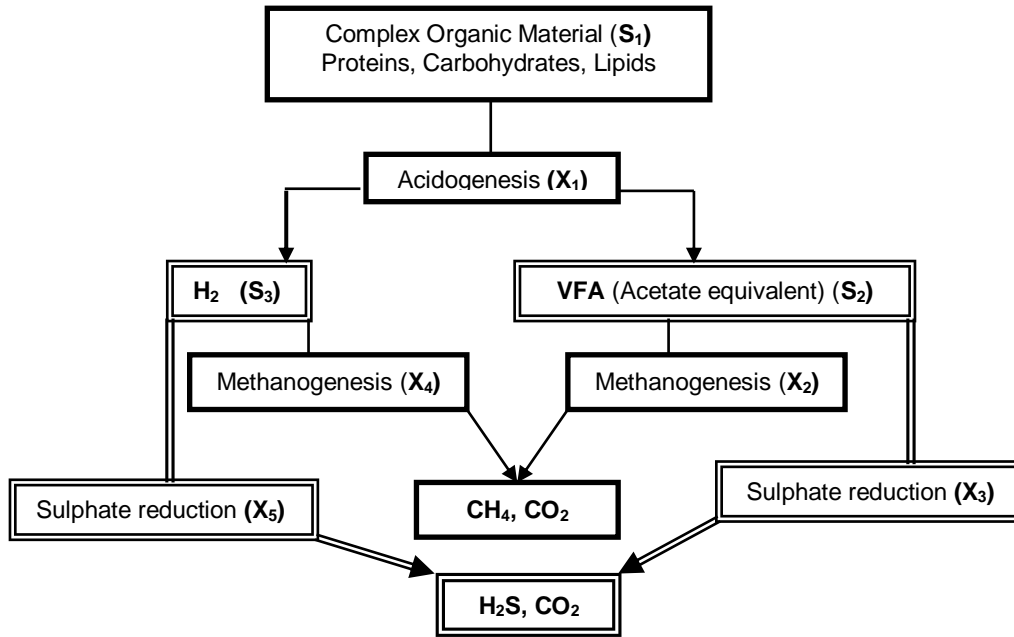 Complex Organic Material (S₁)
Proteins, Carbohydrates, Lipids
Acidogenesis (X₁)
H₂ (S₃)
VFA (Acetate equivalent) (S₂)
Methanogenesis (X₄)
Methanogenesis (X₂)
Sulphate reduction (X₅)
CH₄, CO₂
Sulphate reduction (X₃)
H₂S, CO₂